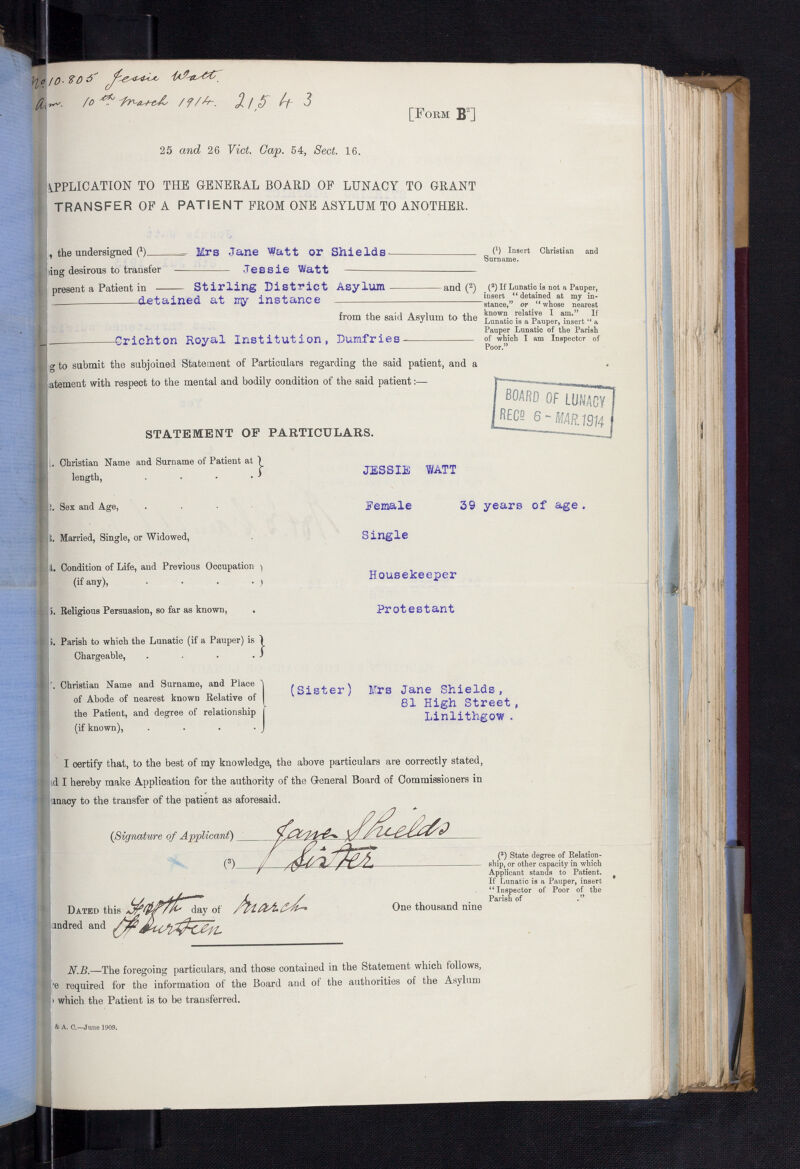 No 10.805 Jessie Watt.
10th March 1914. 21543
[FORM B²]
25 and 26 Vict. Cap. 54, Sect. 16.
APPLICATION TO THE GENERAL BOARD OF LUNACY TO GRANT
TRANSFER OF A PATIENT FROM ONE ASYLUM TO ANOTHER.
, the undersigned (¹) Mrs Jane Watt or Shields
(¹) Insert Christian and
Surname.
ing desirous to transfer Jessie Watt
present a Patient in Stirling District Asylum and (²)
detained at my instance
(²) If Lunatic is not a Pauper,
insert "detained at my in-
stance," or "whose nearest
known relative I am." If
Lunatic is a Pauper, insert "a
Pauper Lunatic of the Parish
of which I am Inspector of
Poor."
from the said Asylum to the
Crichton Royal Institution, Dumfries
g to submit the subjoined Statement of Particulars regarding the said patient, and a
atement with respect to the mental and bodily condition of the said patient:—
BOARD OF LUNACY
RECD 6 - MAR. 1914
STATEMENT OF PARTICULARS.
. Christian Name and Surname of Patient at
length, JESSIE WATT
. Sex and Age, Female 39 years of age.
. Married, Single, or Widowed, Single
. Condition of Life, and Previous Occupation
(if any), Housekeeper
. Religious Persuasion, so far as known, Protestant
. Parish to which the Lunatic (if a Pauper) is
Chargeable,
. Christian Name and Surname, and Place
of Abode of nearest known Relative of
the Patient, and degree of relationship
(if known),
(Sister) Mrs Jane Shields,
81 High Street,
Linlithgow.
I certify that, to the best of my knowledge, the above particulars are correctly stated,
d I hereby make Application for the authority of the General Board of Commissioners in
unacy to the transfer of the patient as aforesaid.
(Signature of Applicant) Jane Shields
(³) Sister
(³) State degree of Relation-
ship, or other capacity in which
Applicant stands to Patient.
If Lunatic is a Pauper, insert
"Inspector of Poor of the
Parish of ."
DATED this day of March One thousand nine
undred and Fourteen
N.B.—The foregoing particulars, and those contained in the Statement which follows,
e required for the information of the Board and of the authorities of the Asylum
which the Patient is to be transferred.
& A. C.—June 1909.